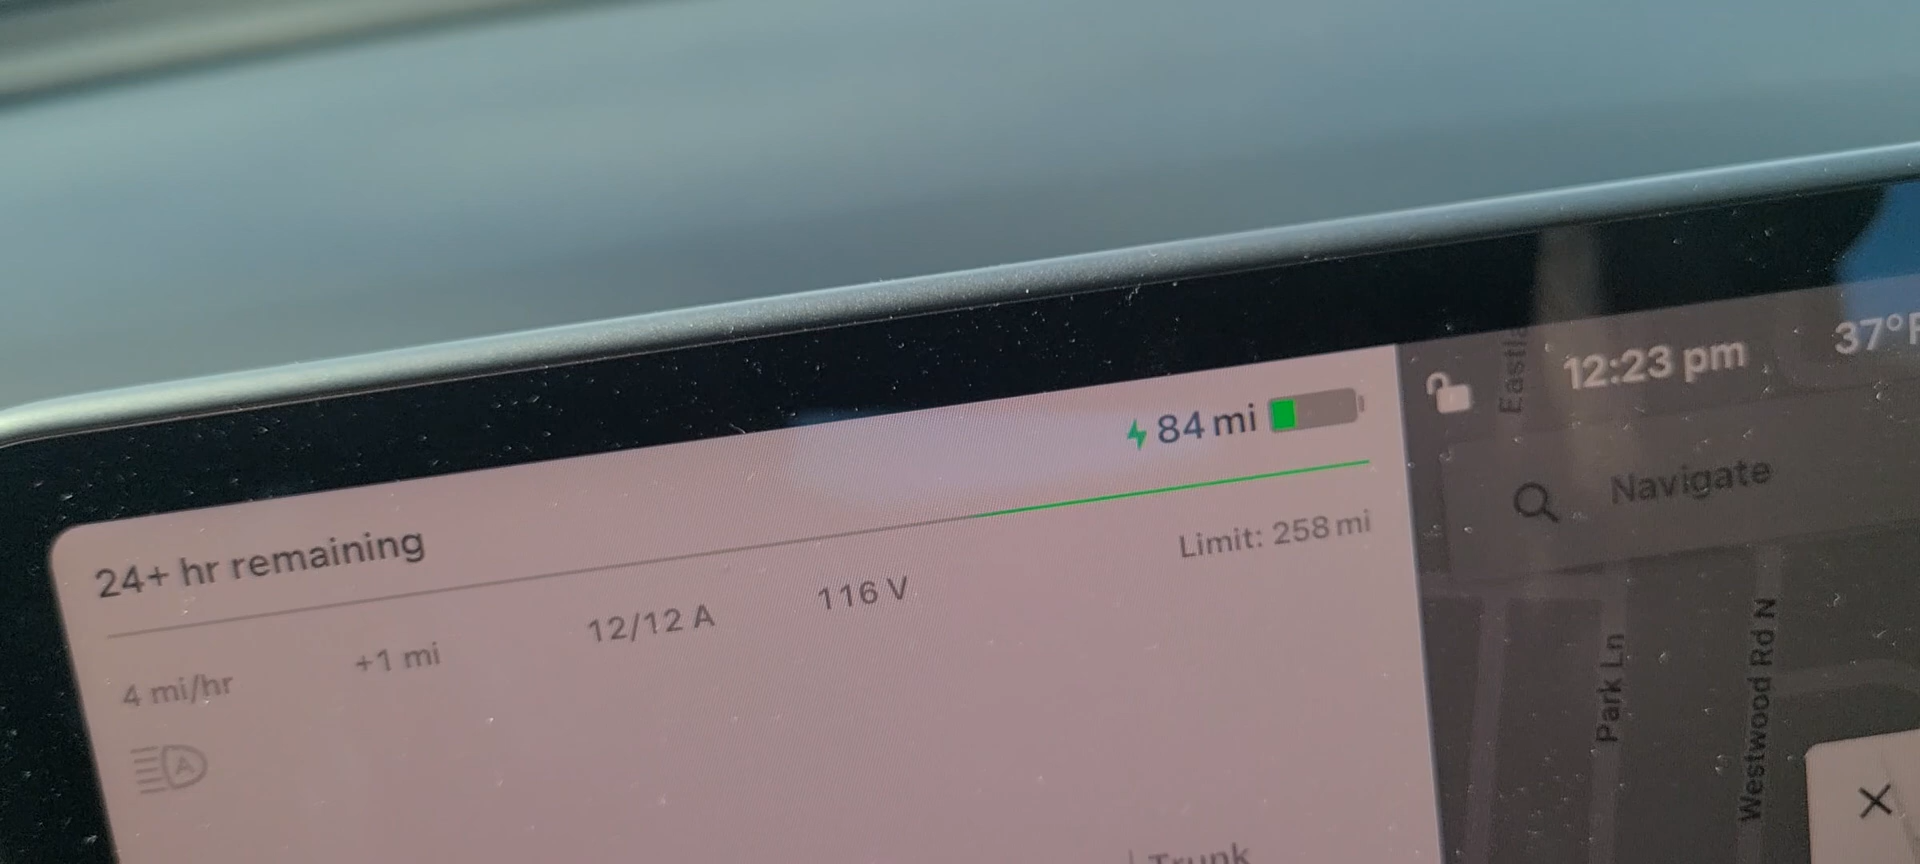 24+ hr remaining
84 mi
Limit: 258 mi
4 mi/hr
+1 mi
12/12 A
116 V
A
Trunk
12:23 pm
37°F
Navigate
Park Ln
Westwood Rd N